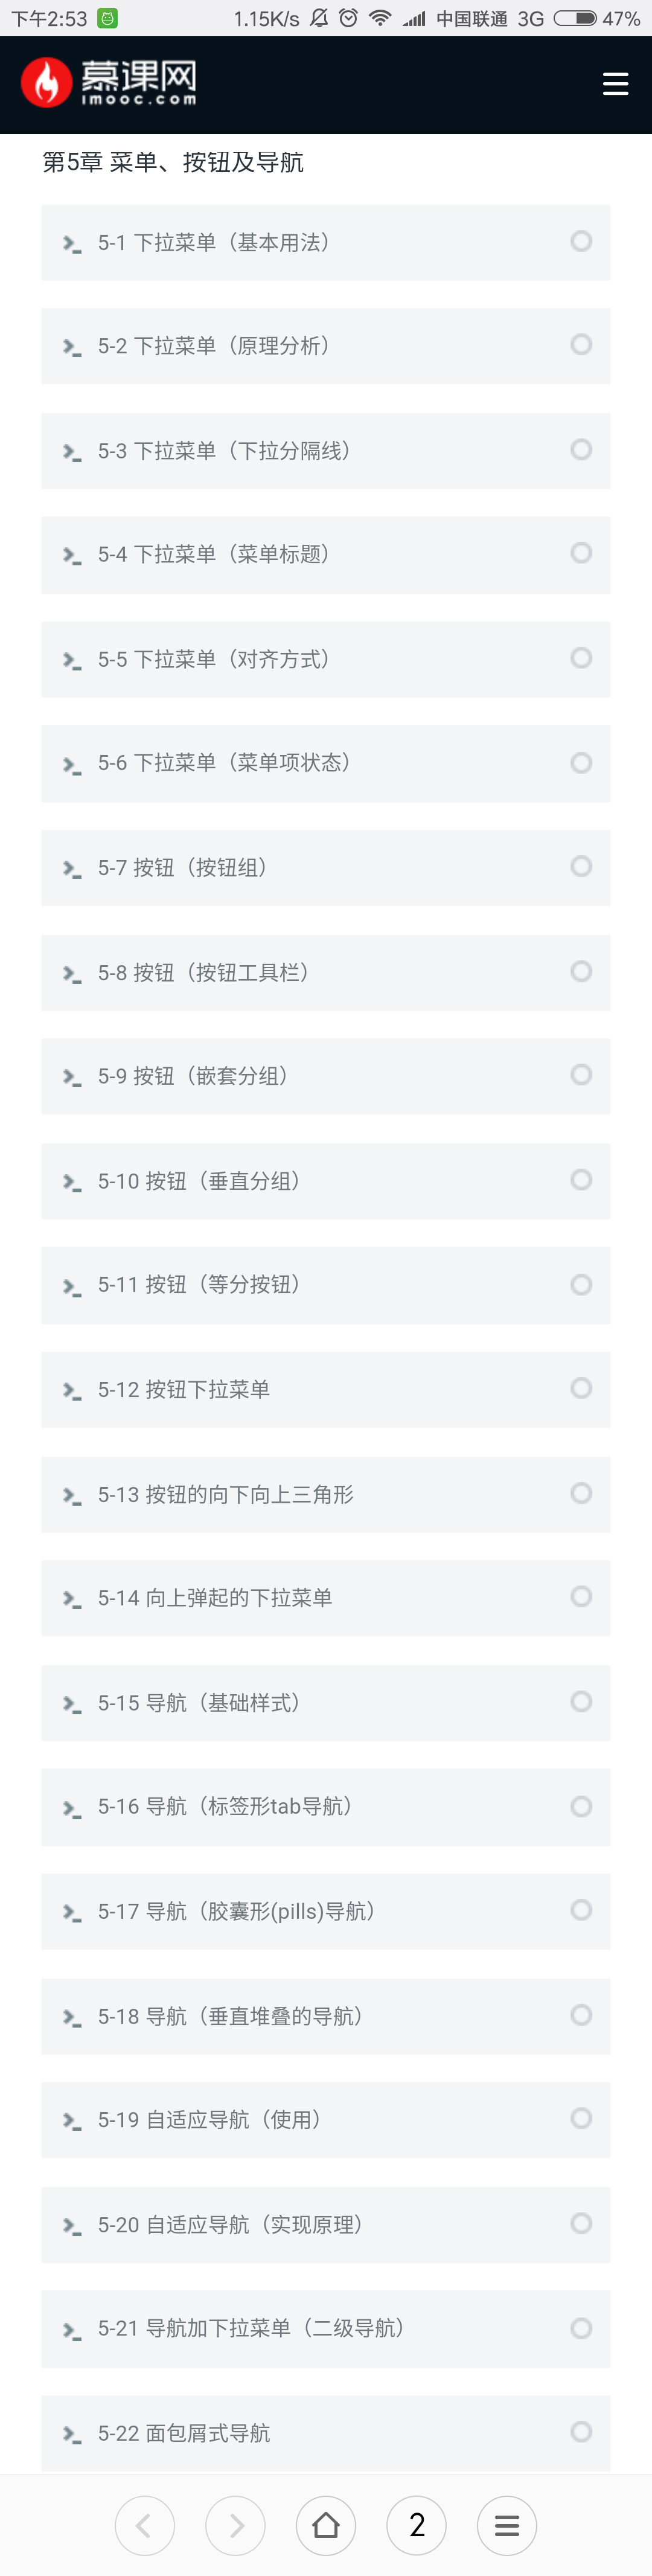 下午2:53 1.15K/s 中国联通 3G 47%
慕课网
imooc.com
第5章 菜单、按钮及导航
5-1 下拉菜单（基本用法）
5-2 下拉菜单（原理分析）
5-3 下拉菜单（下拉分隔线）
5-4 下拉菜单（菜单标题）
5-5 下拉菜单（对齐方式）
5-6 下拉菜单（菜单项状态）
5-7 按钮（按钮组）
5-8 按钮（按钮工具栏）
5-9 按钮（嵌套分组）
5-10 按钮（垂直分组）
5-11 按钮（等分按钮）
5-12 按钮下拉菜单
5-13 按钮的向下向上三角形
5-14 向上弹起的下拉菜单
5-15 导航（基础样式）
5-16 导航（标签形tab导航）
5-17 导航（胶囊形(pills)导航）
5-18 导航（垂直堆叠的导航）
5-19 自适应导航（使用）
5-20 自适应导航（实现原理）
5-21 导航加下拉菜单（二级导航）
5-22 面包屑式导航
2